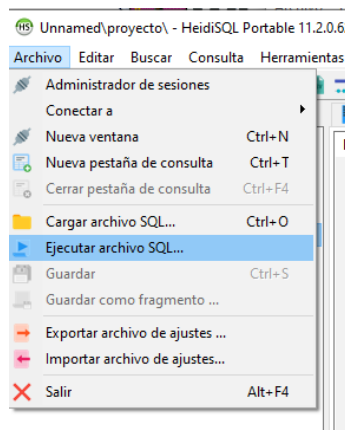 HS Unnamed\proyecto\ - HeidiSQL Portable 11.2.0.6
Archivo Editar Buscar Consulta Herramientas
Administrador de sesiones
Conectar a
Nueva ventana Ctrl+N
Nueva pestaña de consulta Ctrl+T
Cerrar pestaña de consulta Ctrl+F4
Cargar archivo SQL... Ctrl+O
Ejecutar archivo SQL...
Guardar Ctrl+S
Guardar como fragmento ...
Exportar archivo de ajustes ...
Importar archivo de ajustes...
Salir Alt+F4